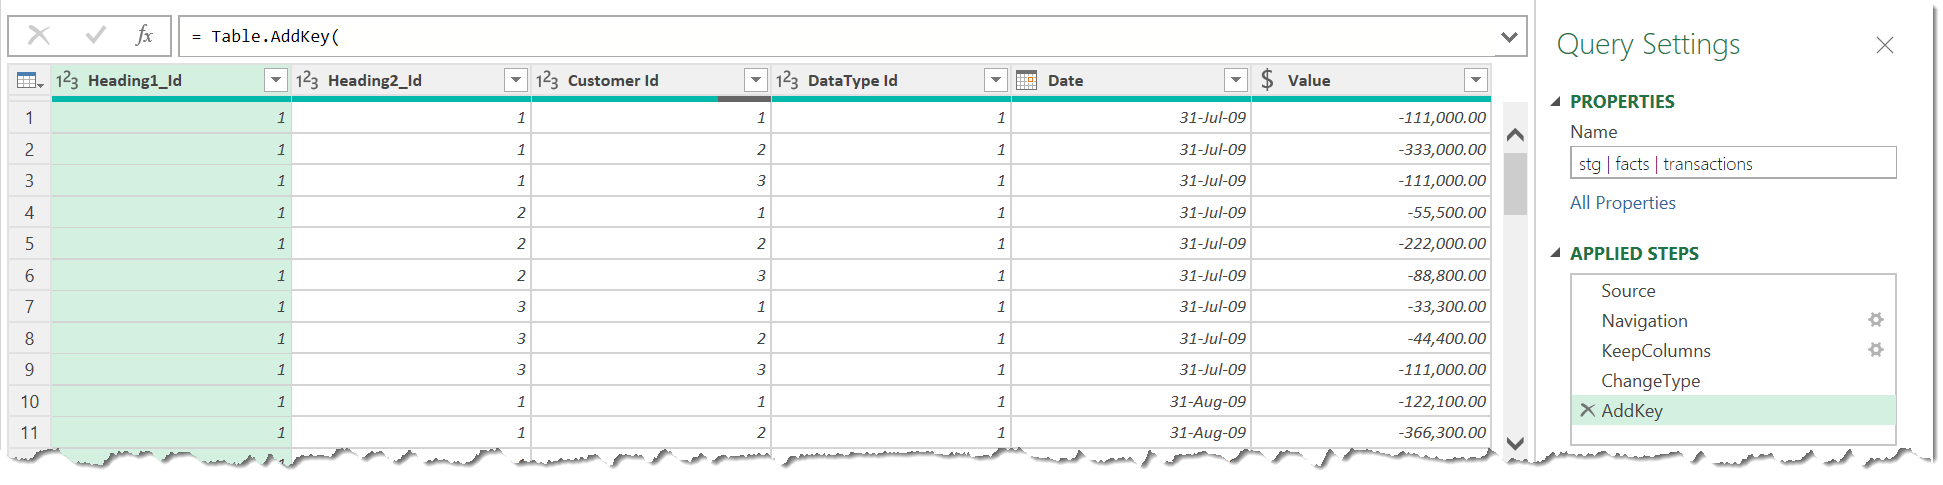 fx = Table.AddKey(
1²3 Heading1_Id 1²3 Heading2_Id 1²3 Customer Id 1²3 DataType Id Date $ Value
1 1 1 1 1 31-Jul-09 -111,000.00
2 1 1 2 1 31-Jul-09 -333,000.00
3 1 1 3 1 31-Jul-09 -111,000.00
4 1 2 1 1 31-Jul-09 -55,500.00
5 1 2 2 1 31-Jul-09 -222,000.00
6 1 2 3 1 31-Jul-09 -88,800.00
7 1 3 1 1 31-Jul-09 -33,300.00
8 1 3 2 1 31-Jul-09 -44,400.00
9 1 3 3 1 31-Jul-09 -111,000.00
10 1 1 1 1 31-Aug-09 -122,100.00
11 1 1 2 1 31-Aug-09 -366,300.00
Query Settings
PROPERTIES
Name
stg | facts | transactions
All Properties
APPLIED STEPS
Source
Navigation
KeepColumns
ChangeType
AddKey